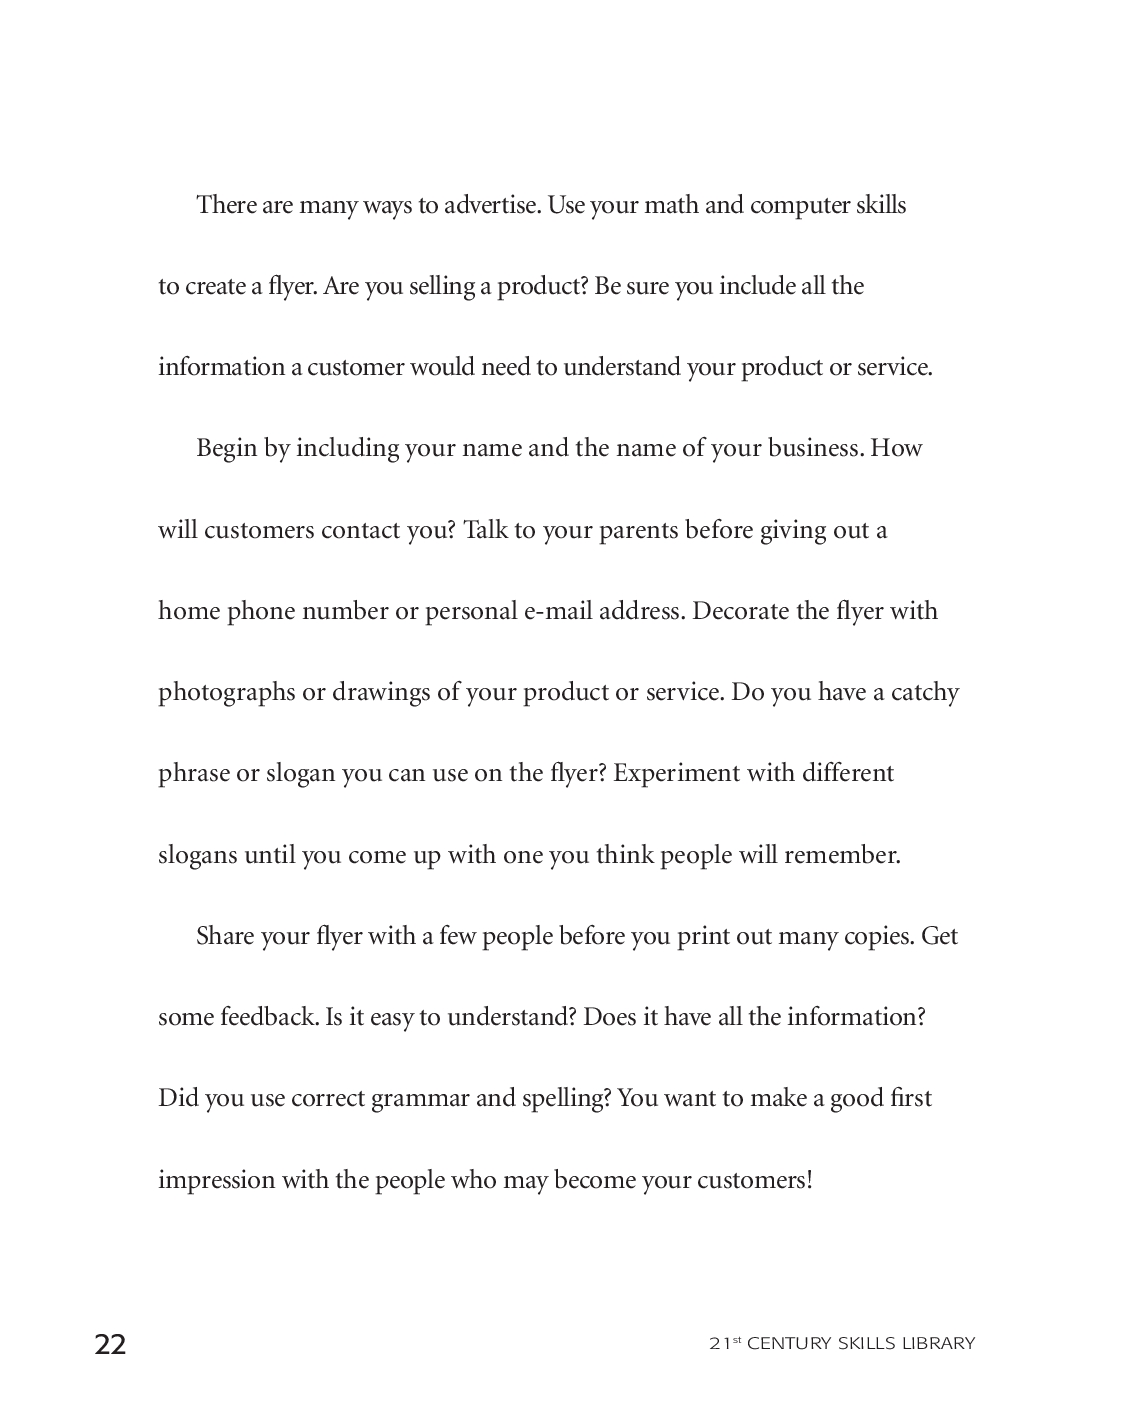 There are many ways to advertise. Use your math and computer skills
to create a flyer. Are you selling a product? Be sure you include all the
information a customer would need to understand your product or service.
Begin by including your name and the name of your business. How
will customers contact you? Talk to your parents before giving out a
home phone number or personal e-mail address. Decorate the flyer with
photographs or drawings of your product or service. Do you have a catchy
phrase or slogan you can use on the flyer? Experiment with different
slogans until you come up with one you think people will remember.
Share your flyer with a few people before you print out many copies. Get
some feedback. Is it easy to understand? Does it have all the information?
Did you use correct grammar and spelling? You want to make a good first
impression with the people who may become your customers!
22 21st CENTURY SKILLS LIBRARY